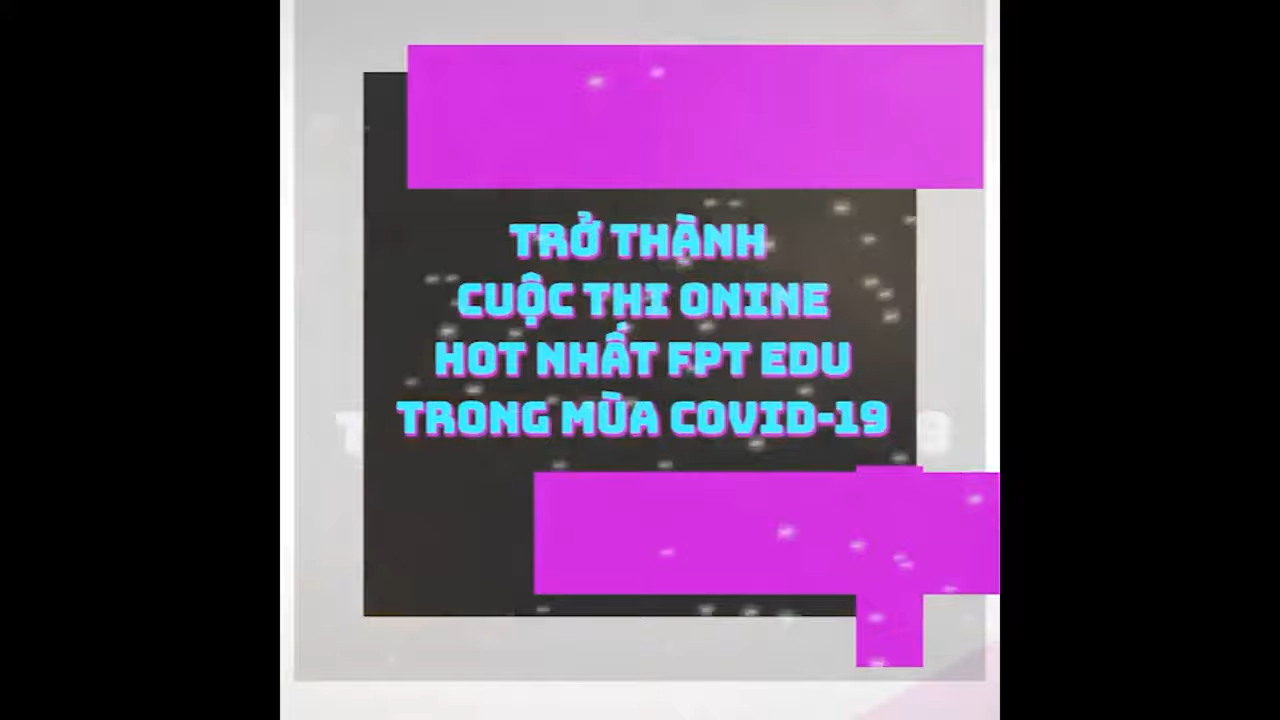 TRỞ THÀNH
CUỘC THI ONINE
HOT NHẤT FPT EDU
TRONG MÙA COVID-19